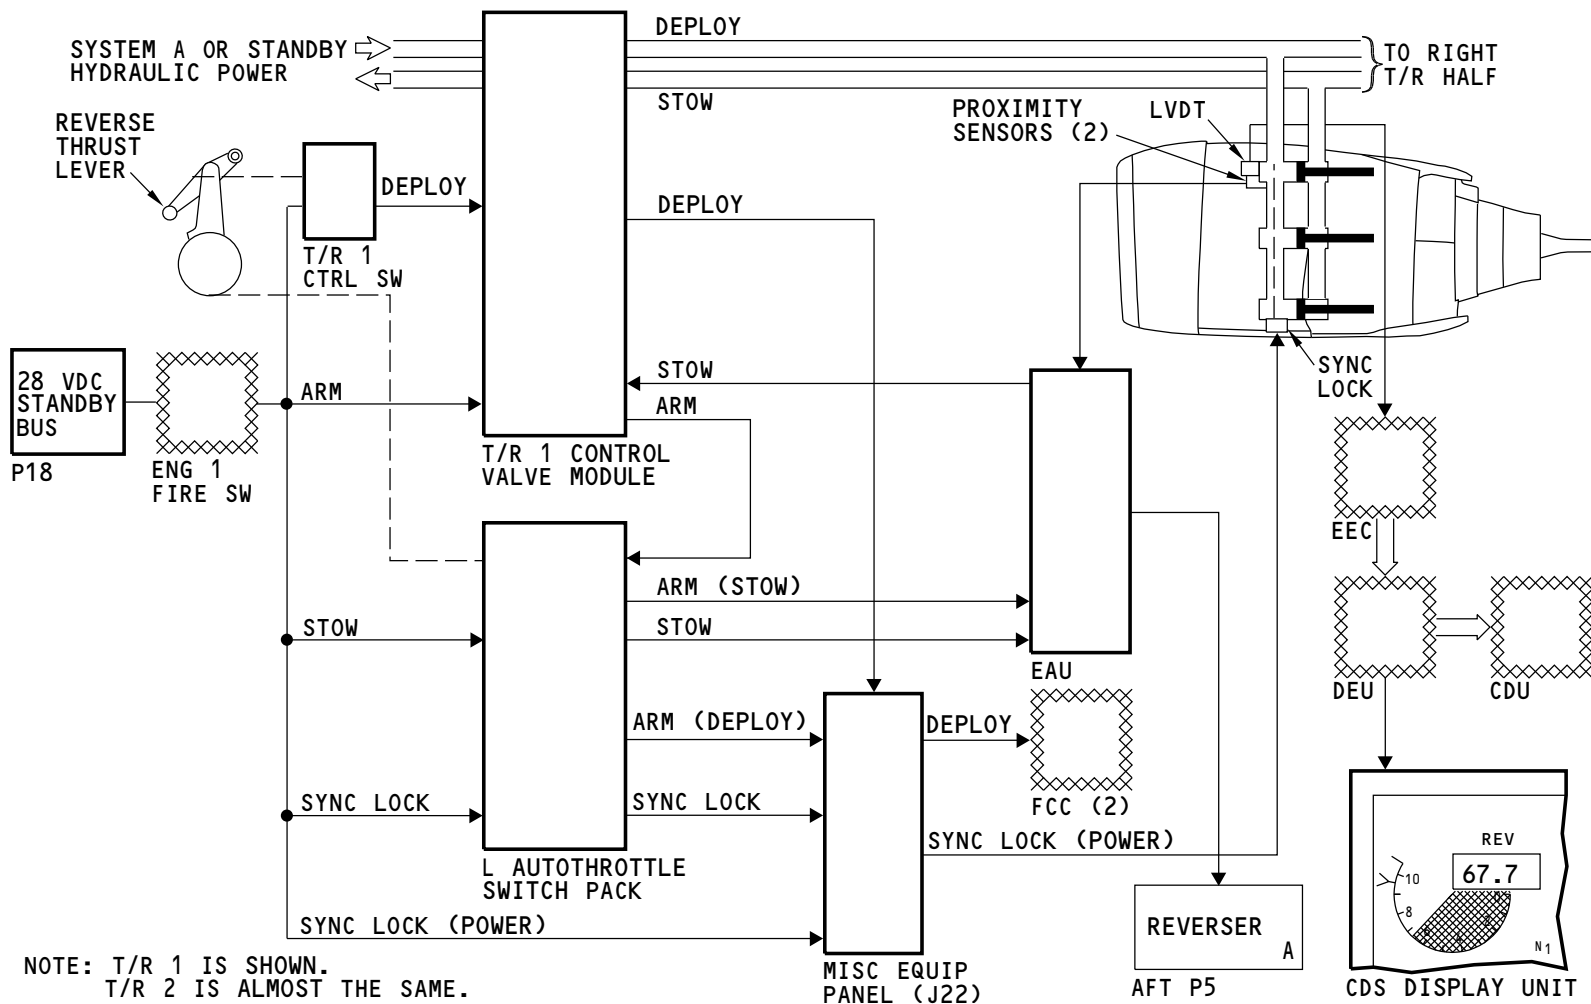 DEPLOY
SYSTEM A OR STANDBY
HYDRAULIC POWER
TO RIGHT
T/R HALF
STOW
PROXIMITY
SENSORS (2)
LVDT
REVERSE
THRUST
LEVER
DEPLOY
DEPLOY
T/R 1
CTRL SW
SYNC
LOCK
28 VDC
STANDBY
BUS
P18
ENG 1
FIRE SW
ARM
STOW
ARM
T/R 1 CONTROL
VALVE MODULE
EEC
ARM (STOW)
STOW
STOW
EAU
DEU
CDU
ARM (DEPLOY)
DEPLOY
FCC (2)
SYNC LOCK
SYNC LOCK
SYNC LOCK (POWER)
L AUTOTHROTTLE
SWITCH PACK
SYNC LOCK (POWER)
MISC EQUIP
PANEL (J22)
REVERSER
A
AFT P5
REV
67.7
10
8
N1
CDS DISPLAY UNIT
NOTE: T/R 1 IS SHOWN.
T/R 2 IS ALMOST THE SAME.